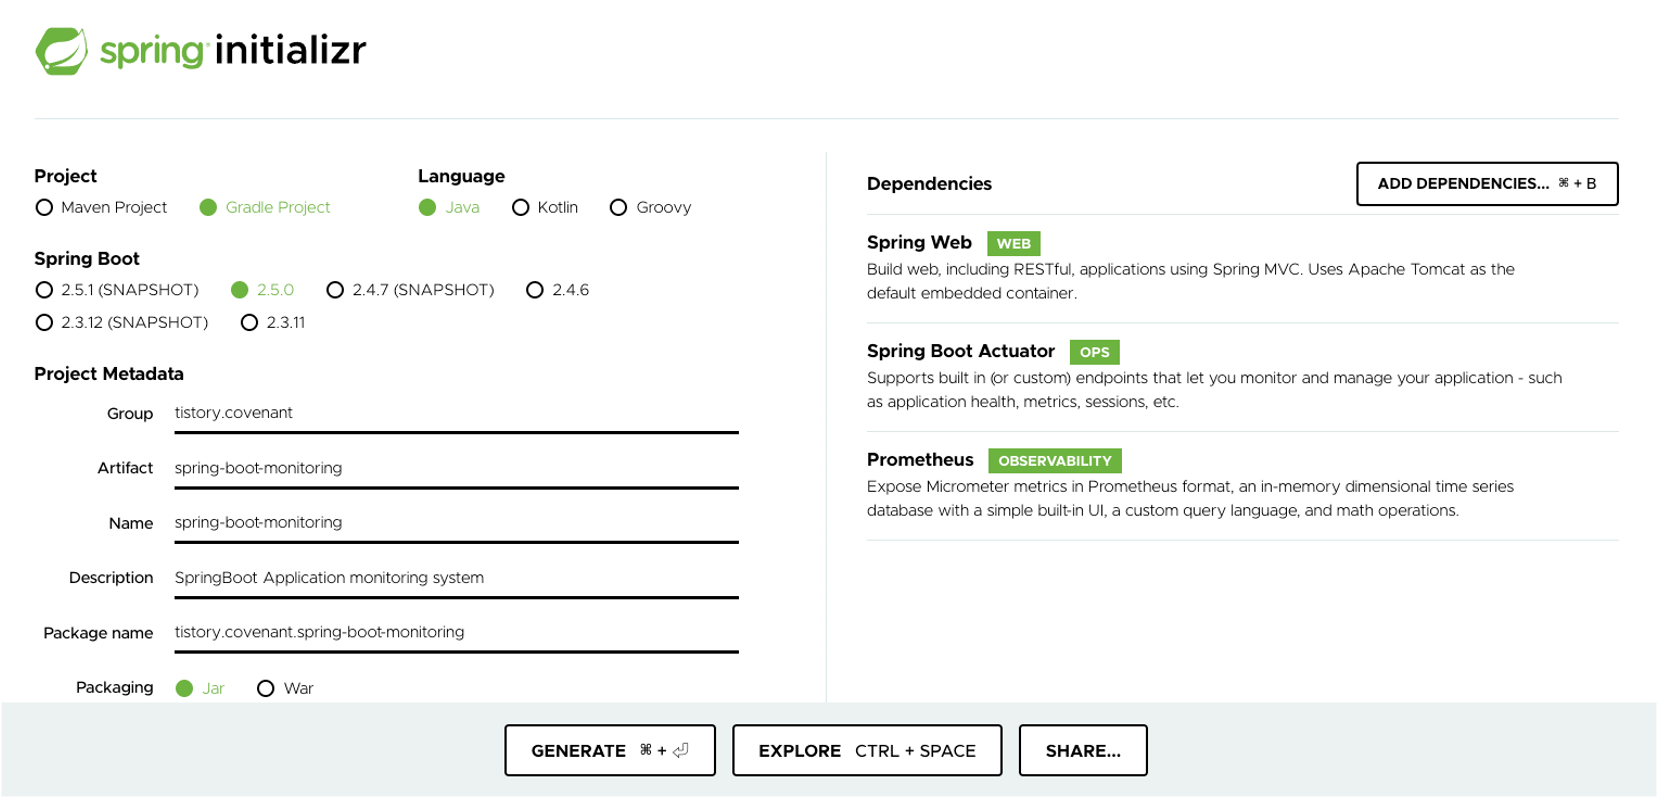 spring initializr
Project
Maven Project Gradle Project
Language
Java Kotlin Groovy
Spring Boot
2.5.1 (SNAPSHOT) 2.5.0 2.4.7 (SNAPSHOT) 2.4.6
2.3.12 (SNAPSHOT) 2.3.11
Project Metadata
Group tistory.covenant
Artifact spring-boot-monitoring
Name spring-boot-monitoring
Description SpringBoot Application monitoring system
Package name tistory.covenant.spring-boot-monitoring
Packaging Jar War
Dependencies
ADD DEPENDENCIES... ⌘ + B
Spring Web WEB
Build web, including RESTful, applications using Spring MVC. Uses Apache Tomcat as the
default embedded container.
Spring Boot Actuator OPS
Supports built in (or custom) endpoints that let you monitor and manage your application - such
as application health, metrics, sessions, etc.
Prometheus OBSERVABILITY
Expose Micrometer metrics in Prometheus format, an in-memory dimensional time series
database with a simple built-in UI, a custom query language, and math operations.
GENERATE ⌘ + ⏎
EXPLORE CTRL + SPACE
SHARE...